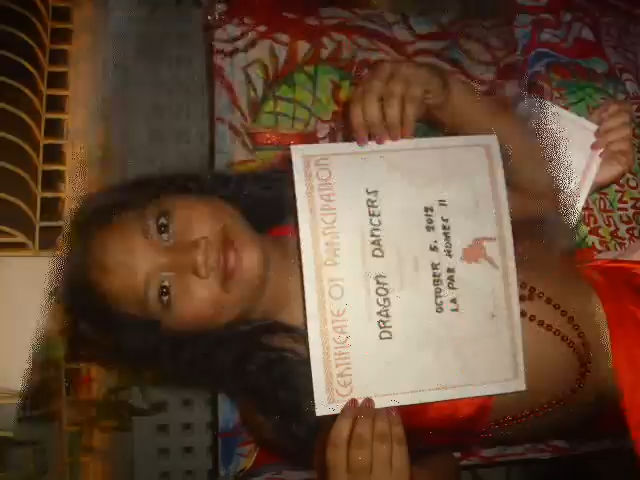 CERTIFICATE OF PARTICIPATION
DRAGON DANCERS
OCTOBER 5, 2012
LA PAZ HOMES II